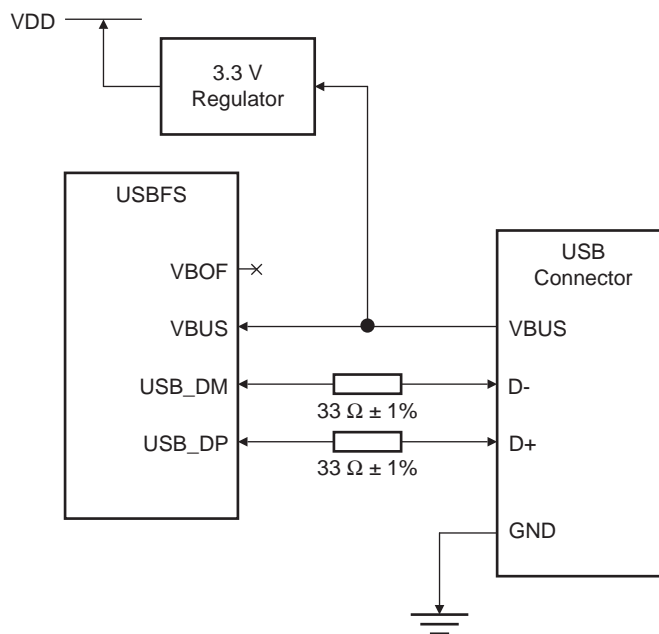 VDD
3.3 V
Regulator
USBFS
VBOF
VBUS
USB_DM
USB_DP
33 Ω ± 1%
33 Ω ± 1%
USB
Connector
VBUS
D-
D+
GND